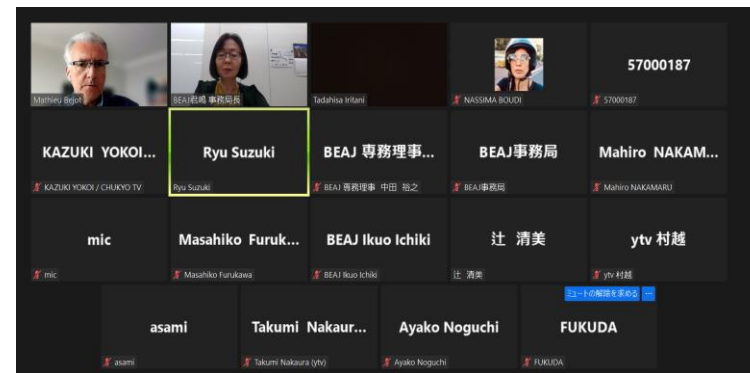 Mathieu Bejot
BEAJ君嶋 事務局長
Tadahisa Iritani
NASSIMA BOUDI
57000187
57000187
KAZUKI YOKOI...
KAZUKI YOKOI / CHUKYO TV
Ryu Suzuki
Ryu Suzuki
BEAJ 専務理事...
BEAJ 専務理事 中田 裕之
BEAJ事務局
BEAJ事務局
Mahiro NAKAM...
Mahiro NAKAMARU
mic
mic
Masahiko Furuk...
Masahiko Furukawa
BEAJ Ikuo Ichiki
BEAJ Ikuo Ichiki
辻 清美
辻 清美
ytv 村越
ytv 村越
ミュートの解除を求める
asami
asami
Takumi Nakaur...
Takumi Nakaura (ytv)
Ayako Noguchi
Ayako Noguchi
FUKUDA
FUKUDA